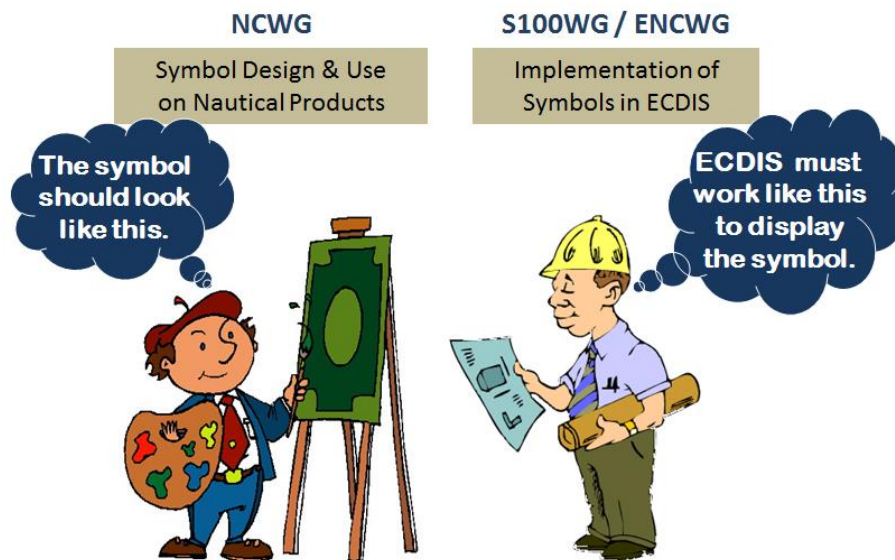 NCWG
Symbol Design & Use
on Nautical Products
The symbol
should look
like this.
S100WG / ENCWG
Implementation of
Symbols in ECDIS
ECDIS must
work like this
to display
the symbol.